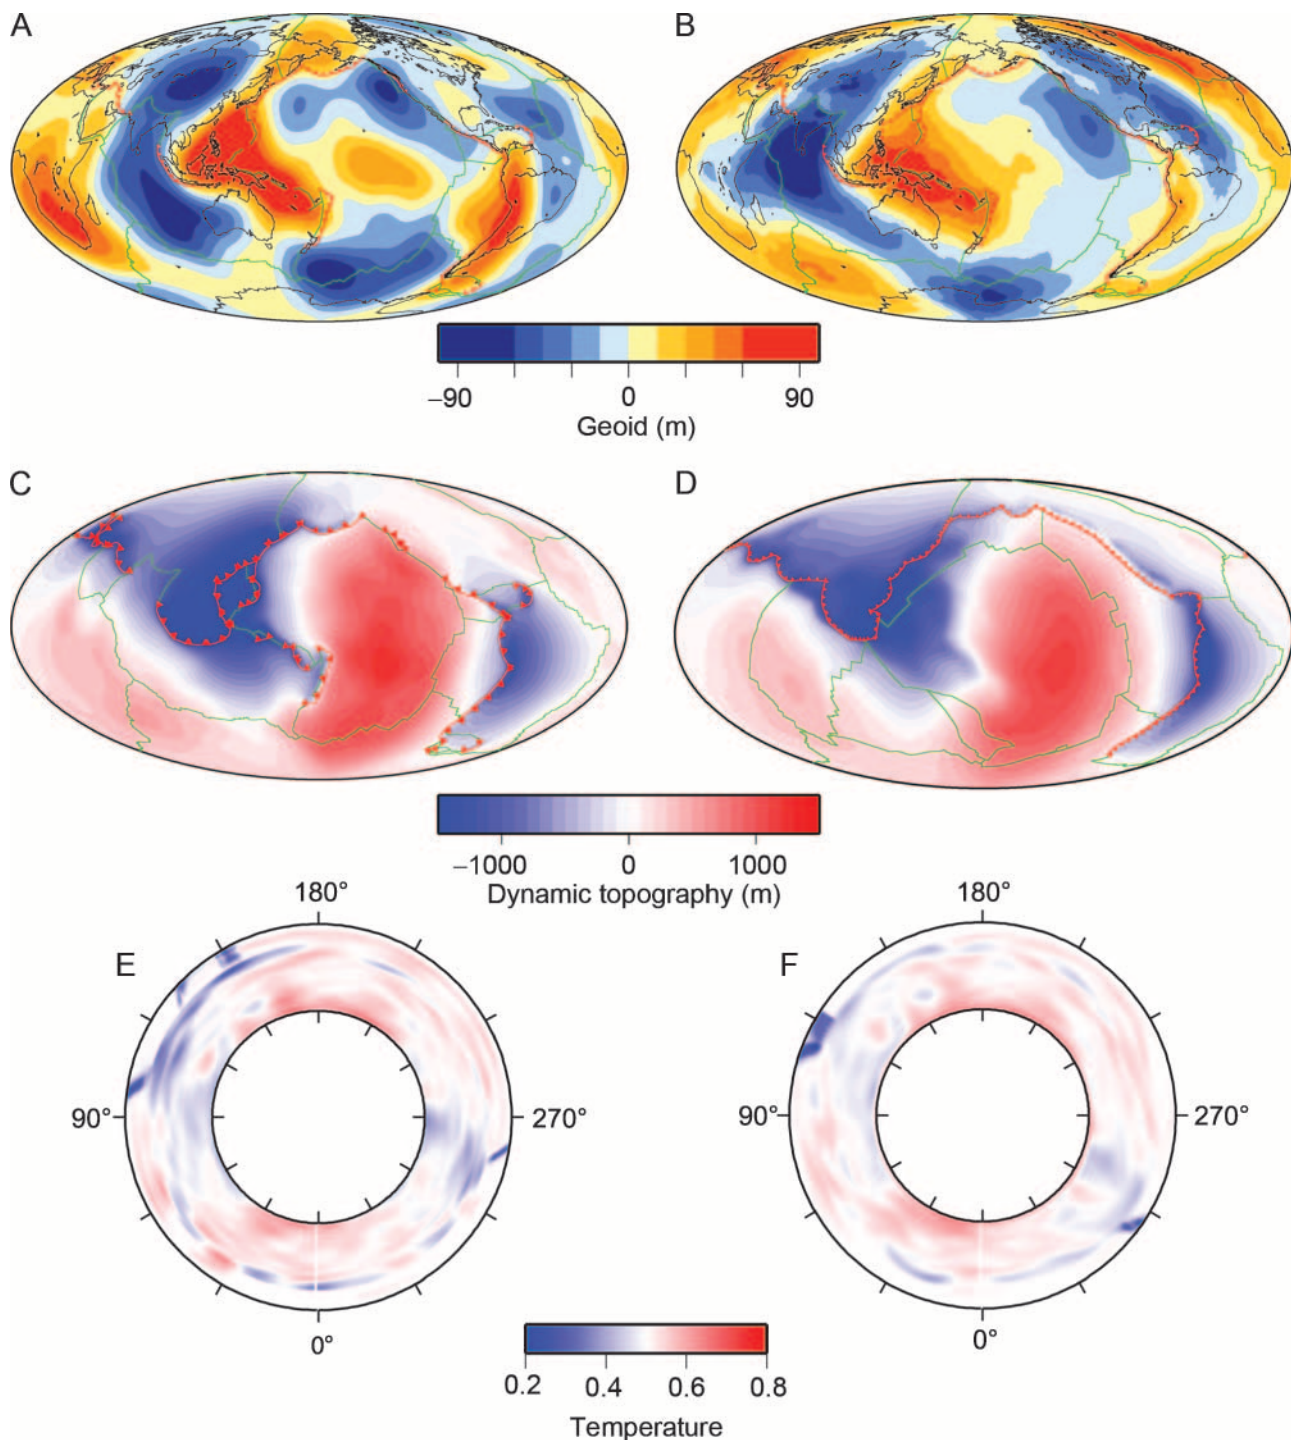 A
B
−90 0 90
Geoid (m)
C
D
−1000 0 1000
Dynamic topography (m)
E
180°
90°
270°
0°
F
180°
90°
270°
0°
0.2 0.4 0.6 0.8
Temperature